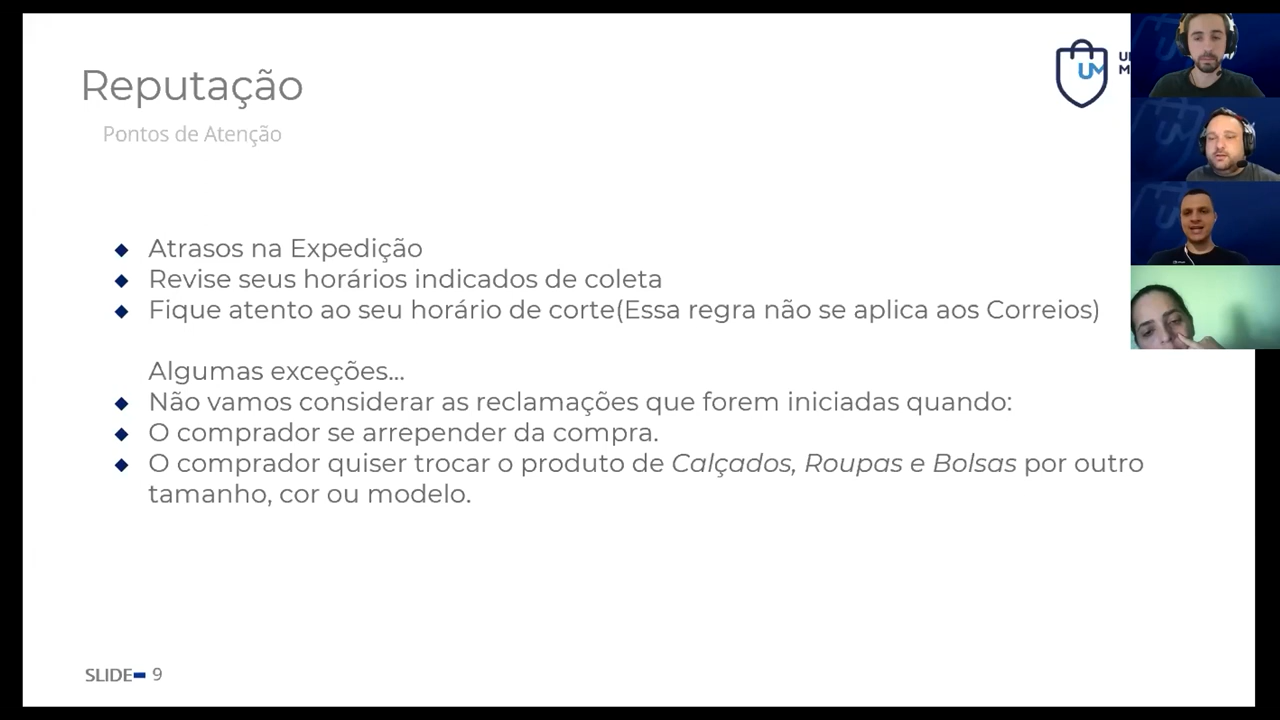 Reputação
Pontos de Atenção
Atrasos na Expedição
Revise seus horários indicados de coleta
Fique atento ao seu horário de corte(Essa regra não se aplica aos Correios)
Algumas exceções...
Não vamos considerar as reclamações que forem iniciadas quando:
O comprador se arrepender da compra.
O comprador quiser trocar o produto de Calçados, Roupas e Bolsas por outro
tamanho, cor ou modelo.
SLIDE 9
UM